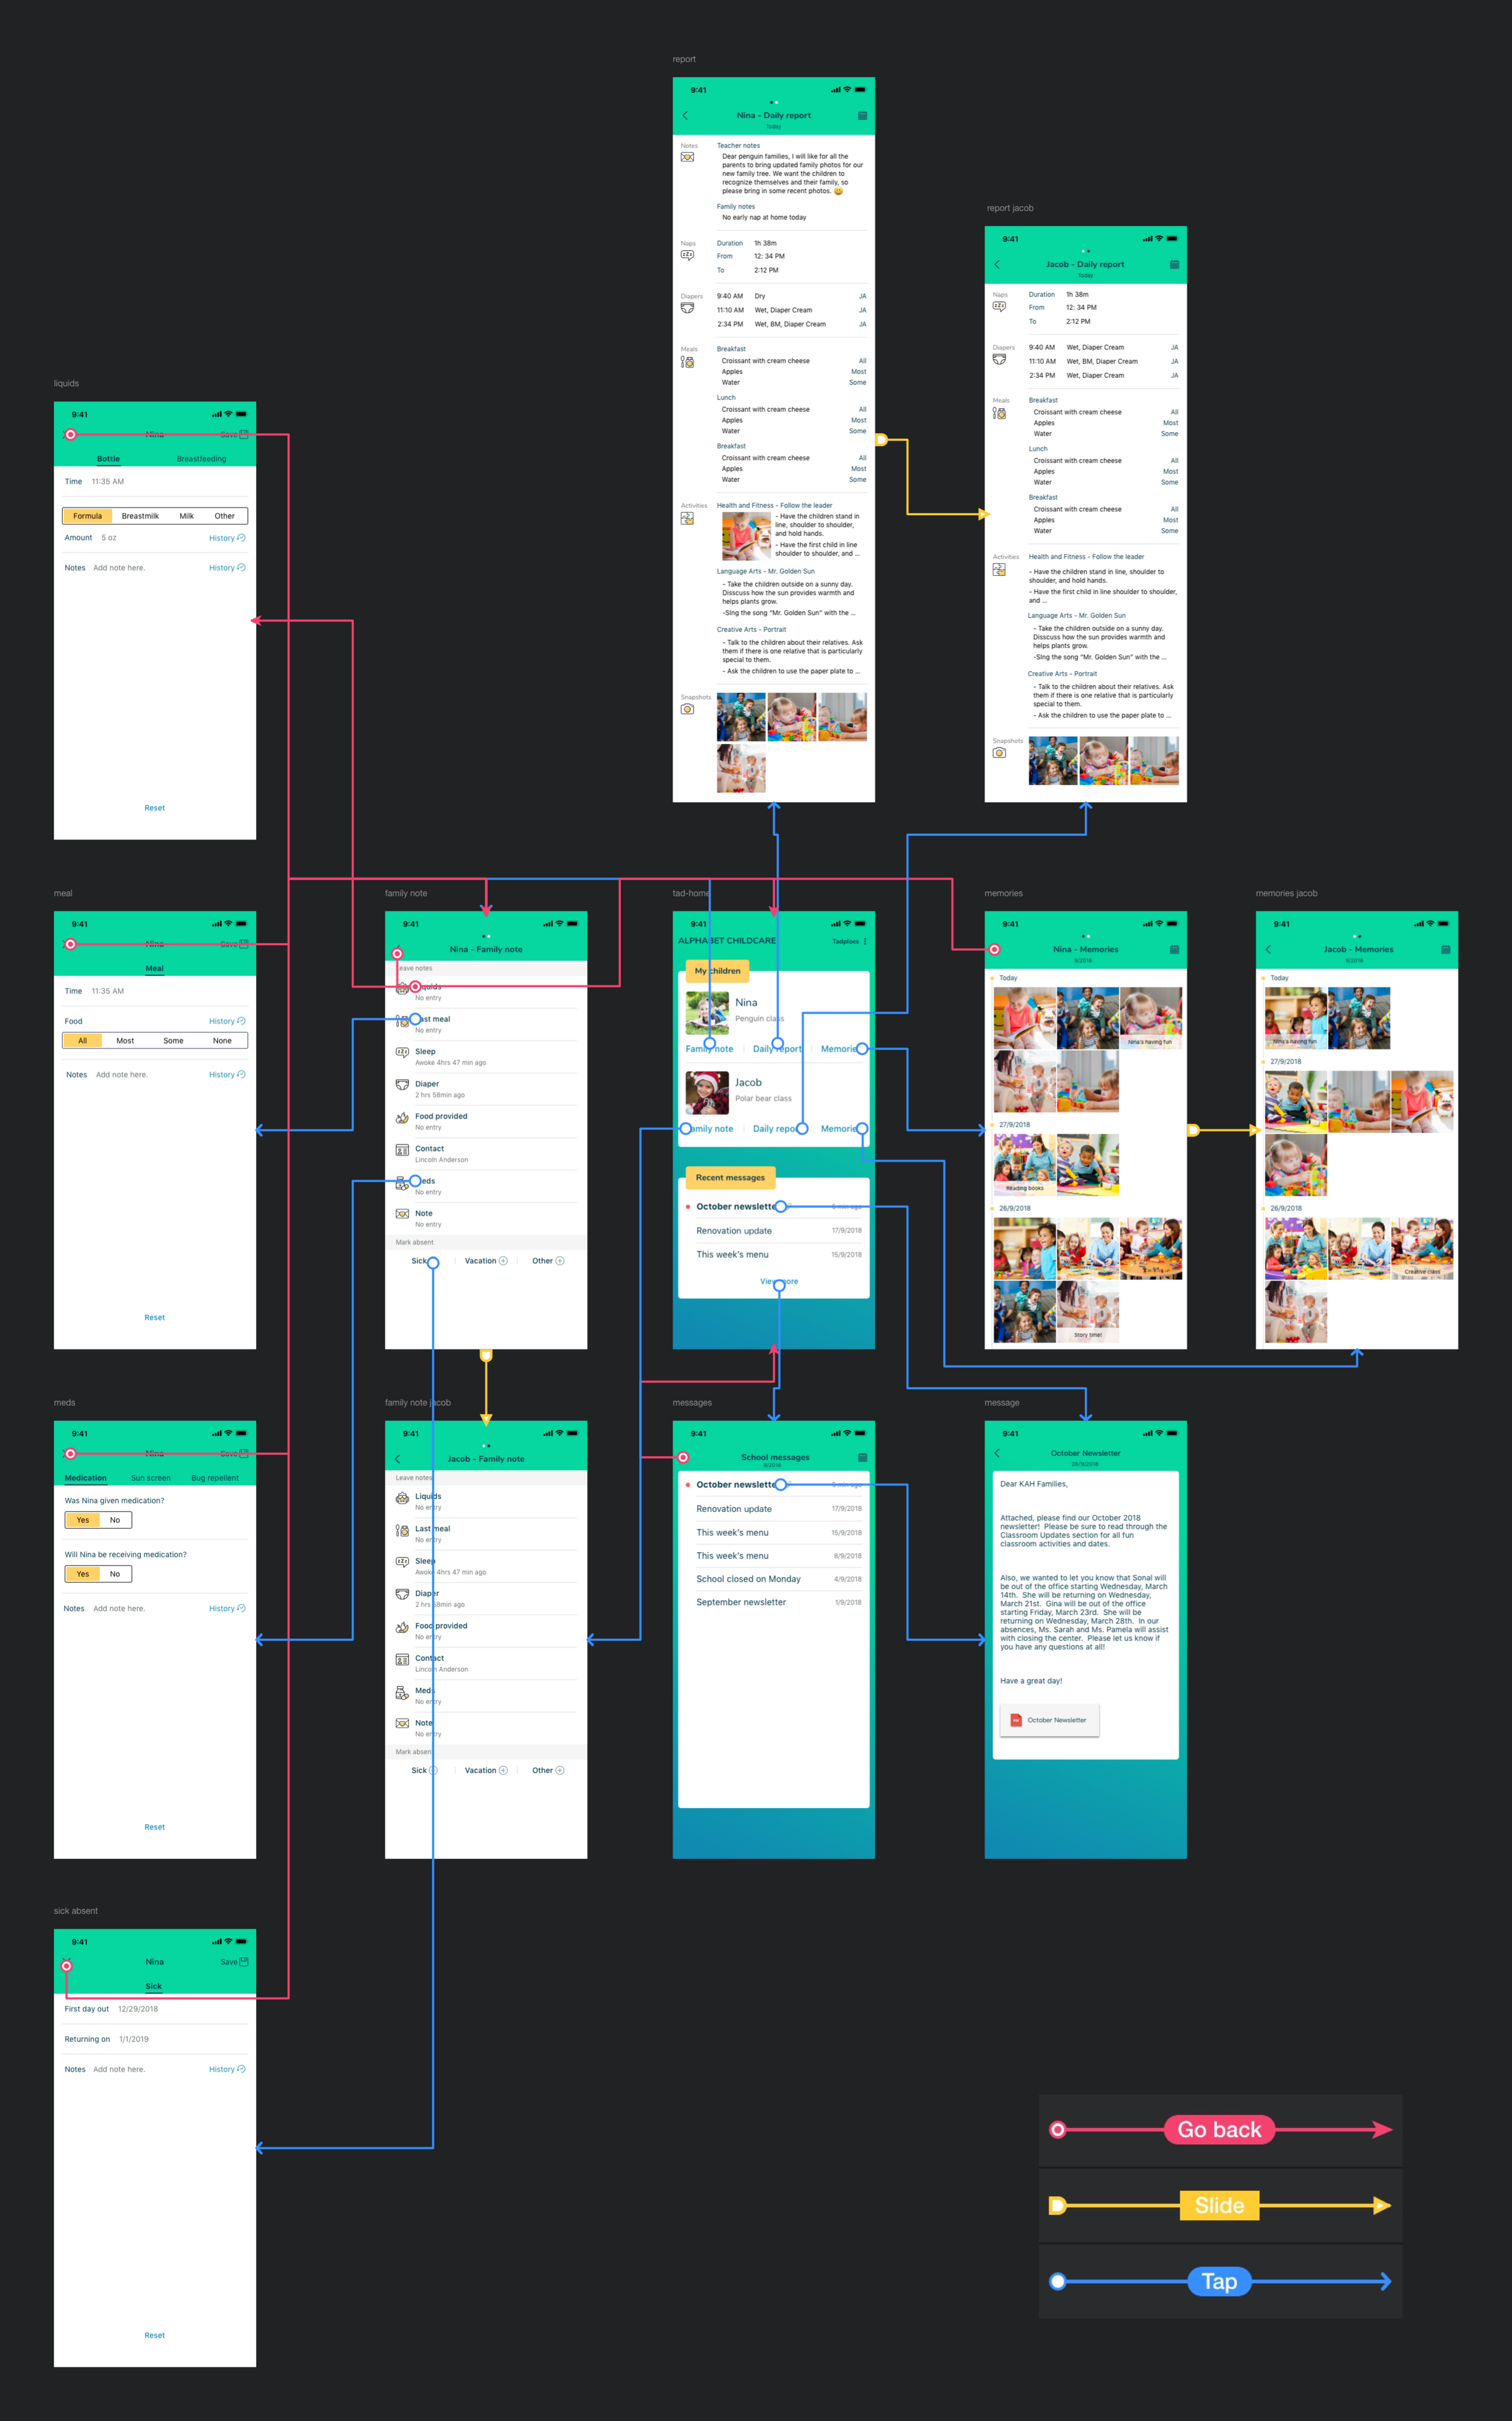 report
9:41
Nina - Daily report
Today
Notes
Teacher notes
Dear penguin families, I will like for all the
parents to bring updated family photos for our
new family tree. We want the children to
recognize themselves and their family, so
please bring in some recent photos. 😀
Family notes
No early nap at home today
Naps
Duration 1h 38m
From 12: 34 PM
To 2:12 PM
Diapers
9:40 AM Dry JA
11:10 AM Wet, Diaper Cream JA
2:34 PM Wet, BM, Diaper Cream JA
Meals
Breakfast
Croissant with cream cheese All
Apples Most
Water Some
Lunch
Croissant with cream cheese All
Apples Most
Water Some
Breakfast
Croissant with cream cheese All
Apples Most
Water Some
Activities
Health and Fitness - Follow the leader
- Have the children stand in
line, shoulder to shoulder,
and hold hands.
- Have the first child in line
shoulder to shoulder, and ...
Language Arts - Mr. Golden Sun
- Take the children outside on a sunny day.
Disscuss how the sun provides warmth and
helps plants grow.
-SIng the song "Mr. Golden Sun" with the ...
Creative Arts - Portrait
- Talk to the children about their relatives. Ask
them if there is one relative that is particularly
special to them.
- Ask the children to use the paper plate to ...
Snapshots
report jacob
9:41
Jacob - Daily report
Today
Naps
Duration 1h 38m
From 12: 34 PM
To 2:12 PM
Diapers
9:40 AM Wet, Diaper Cream JA
11:10 AM Wet, BM, Diaper Cream JA
2:34 PM Wet, Diaper Cream JA
Meals
Breakfast
Croissant with cream cheese All
Apples Most
Water Some
Lunch
Croissant with cream cheese All
Apples Most
Water Some
Breakfast
Croissant with cream cheese All
Apples Most
Water Some
Activities
Health and Fitness - Follow the leader
- Have the children stand in line, shoulder to
shoulder, and hold hands.
- Have the first child in line shoulder to shoulder,
and ...
Language Arts - Mr. Golden Sun
- Take the children outside on a sunny day.
Disscuss how the sun provides warmth and
helps plants grow.
-SIng the song "Mr. Golden Sun" with the ...
Creative Arts - Portrait
- Talk to the children about their relatives. Ask
them if there is one relative that is particularly
special to them.
- Ask the children to use the paper plate to ...
Snapshots
liquids
9:41
Nina Save
Bottle Breastfeeding
Time 11:35 AM
Formula Breastmilk Milk Other
Amount 5 oz History
Notes Add note here. History
Reset
meal
9:41
Nina Save
Meal
Time 11:35 AM
Food History
All Most Some None
Notes Add note here. History
Reset
family note
9:41
Nina - Family note
Leave notes
Liquids
No entry
Last meal
No entry
Sleep
Awoke 4hrs 47 min ago
Diaper
2 hrs 58min ago
Food provided
No entry
Contact
Lincoln Anderson
Meds
No entry
Note
No entry
Mark absent
Sick Vacation Other
tad-home
9:41
ALPHABET CHILDCARE Tadploes
My children
Nina
Penguin class
Family note Daily report Memories
Jacob
Polar bear class
Family note Daily report Memories
Recent messages
October newsletter 5 min ago
Renovation update 17/9/2018
This week's menu 15/9/2018
View more
memories
9:41
Nina - Memories
9/2018
Today
Nina's having fun
27/9/2018
Reading books
26/9/2018
Story time!
memories jacob
9:41
Jacob - Memories
9/2018
Today
Nina's having fun
27/9/2018
26/9/2018
Creative class
meds
9:41
Nina Save
Medication Sun screen Bug repellent
Was Nina given medication?
Yes No
Will Nina be receiving medication?
Yes No
Notes Add note here. History
Reset
family note jacob
9:41
Jacob - Family note
Leave notes
Liquids
No entry
Last meal
No entry
Sleep
Awoke 4hrs 47 min ago
Diaper
2 hrs 58min ago
Food provided
No entry
Contact
Lincoln Anderson
Meds
No entry
Note
No entry
Mark absent
Sick Vacation Other
messages
9:41
School messages
9/2018
October newsletter 5 min ago
Renovation update 17/9/2018
This week's menu 15/9/2018
This week's menu 8/9/2018
School closed on Monday 4/9/2018
September newsletter 1/9/2018
message
9:41
October Newsletter
28/9/2018
Dear KAH Families,
Attached, please find our October 2018
newsletter! Please be sure to read through the
Classroom Updates section for all fun
classroom activities and dates.
Also, we wanted to let you know that Sonal will
be out of the office starting Wednesday, March
14th. She will be returning on Wednesday,
March 21st. Gina will be out of the office
starting Friday, March 23rd. She will be
returning on Wednesday, March 28th. In our
absences, Ms. Sarah and Ms. Pamela will assist
with closing the center. Please let us know if
you have any questions at all!
Have a great day!
October Newsletter
sick absent
9:41
Nina Save
Sick
First day out 12/29/2018
Returning on 1/1/2019
Notes Add note here. History
Reset
Go back
Slide
Tap